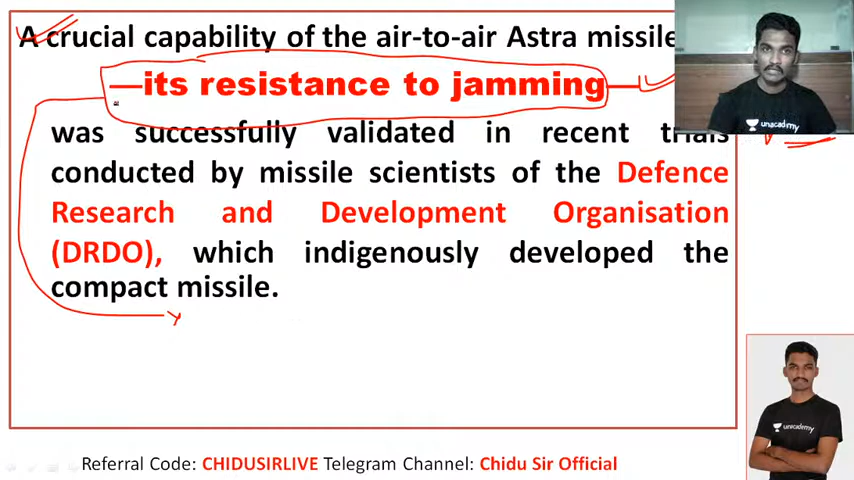 A crucial capability of the air-to-air Astra missile
—its resistance to jamming—
was successfully validated in recent trials
conducted by missile scientists of the Defence
Research and Development Organisation
(DRDO), which indigenously developed the
compact missile.
unacademy
unacademy
Referral Code: CHIDUSIRLIVE Telegram Channel: Chidu Sir Official